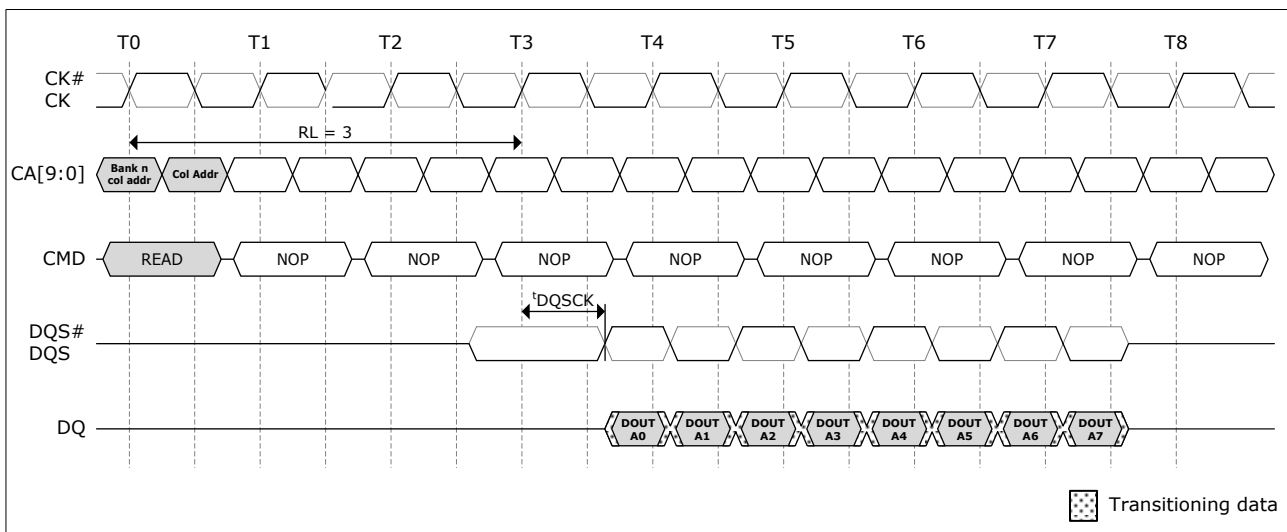 T0 T1 T2 T3 T4 T5 T6 T7 T8
CK#
CK
RL = 3
CA[9:0] Bank n col addr Col Addr
CMD READ NOP NOP NOP NOP NOP NOP NOP NOP
tDQSCK
DQS#
DQS
DQ DOUT A0 DOUT A1 DOUT A2 DOUT A3 DOUT A4 DOUT A5 DOUT A6 DOUT A7
Transitioning data